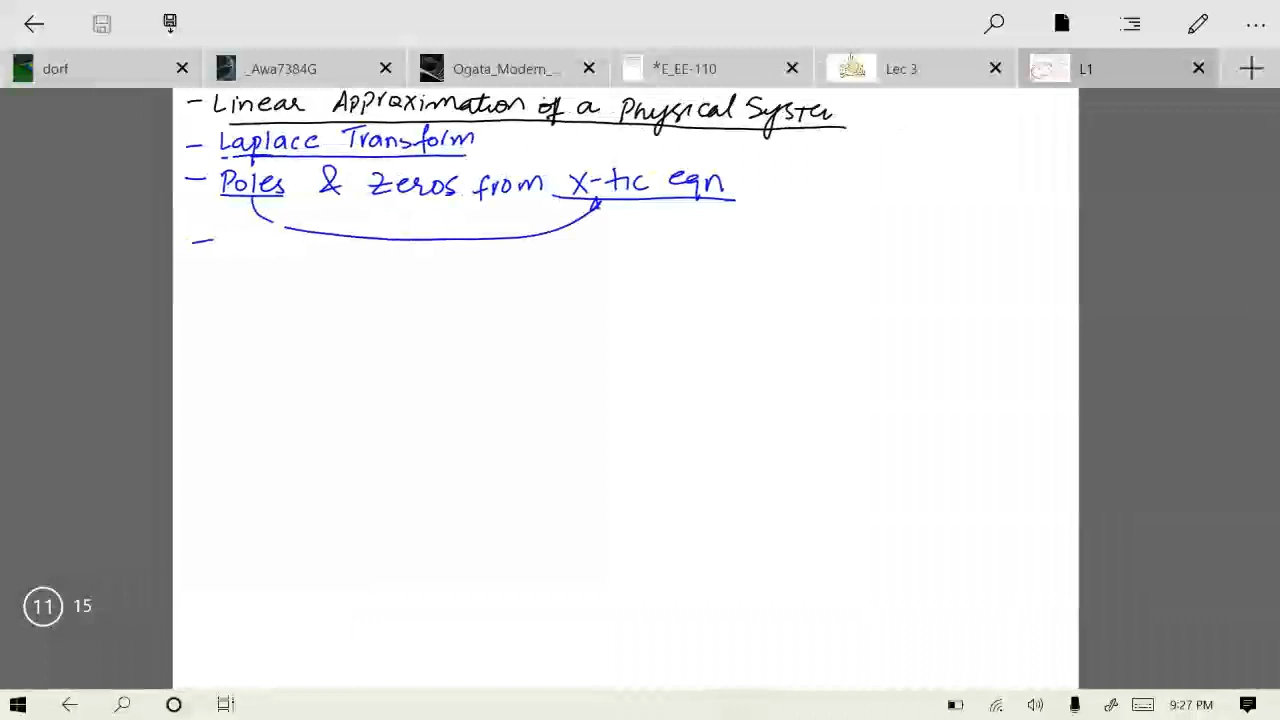 dorf
_Awa7384G
Ogata_Modern_...
*E_EE-110
Lec 3
L1
- Linear Approximation of a Physical System
- Laplace Transform
- Poles & Zeros from x-tic eqn
-
11 15
9:27 PM